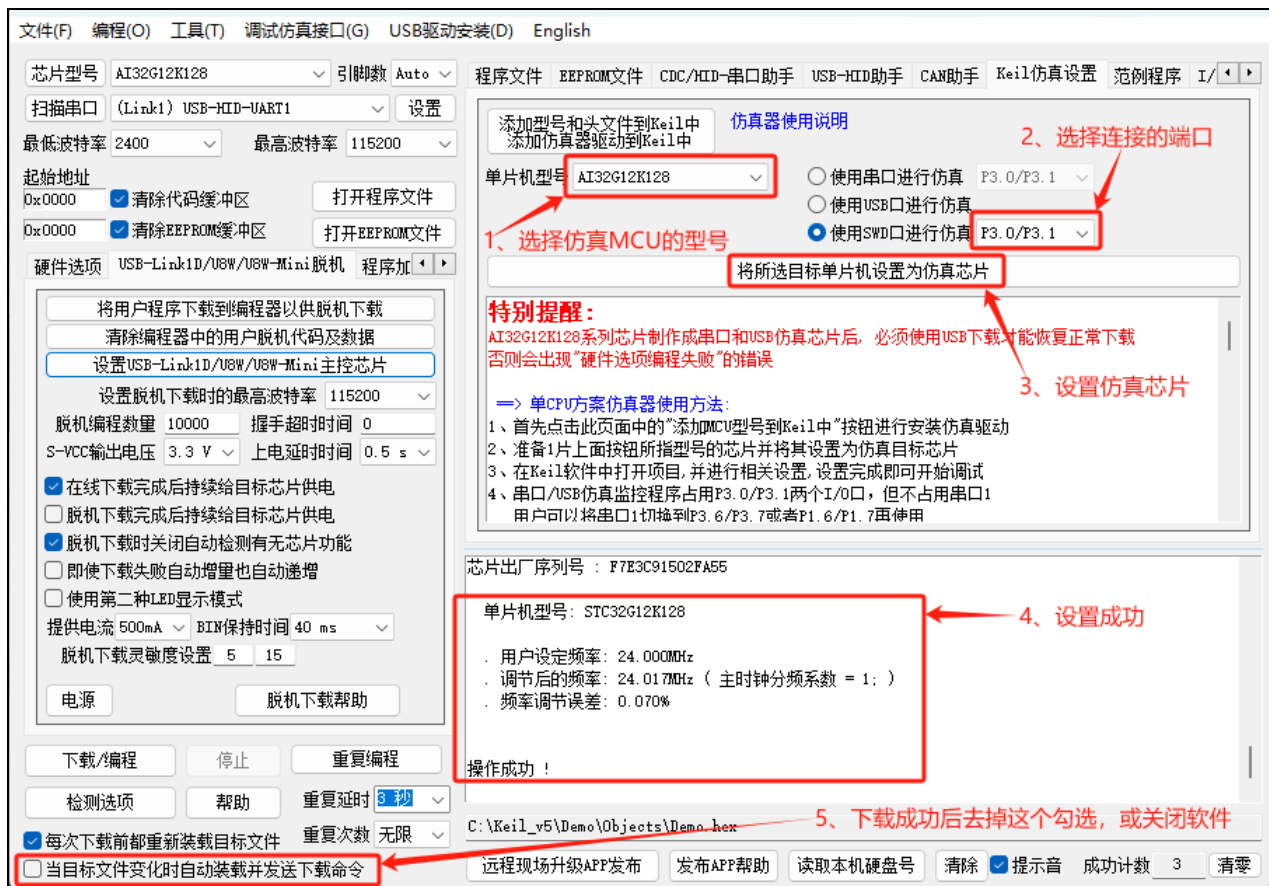 文件(F) 编程(O) 工具(T) 调试仿真接口(G) USB驱动安装(D) English
芯片型号 AI32G12K128 引脚数 Auto
扫描串口 (Link1) USB-HID-UART1 设置
最低波特率 2400 最高波特率 115200
起始地址
0x0000 清除代码缓冲区 打开程序文件
0x0000 清除EEPROM缓冲区 打开EEPROM文件
硬件选项 USB-Link1D/U8W/U8W-Mini脱机 程序加
将用户程序下载到编程器以供脱机下载
清除编程器中的用户脱机代码及数据
设置USB-Link1D/U8W/U8W-Mini主控芯片
设置脱机下载时的最高波特率 115200
脱机编程数量 10000 握手超时时间 0
S-VCC输出电压 3.3 V 上电延时时间 0.5 s
在线下载完成后持续给目标芯片供电
脱机下载完成后持续给目标芯片供电
脱机下载时关闭自动检测有无芯片功能
即使下载失败自动增量也自动递增
使用第二种LED显示模式
提供电流 500mA BIN保持时间 40 ms
脱机下载灵敏度设置 5 15
电源 脱机下载帮助
下载/编程 停止 重复编程
检测选项 帮助 重复延时 3 秒
每次下载前都重新装载目标文件 重复次数 无限
当目标文件变化时自动装载并发送下载命令
程序文件 EEPROM文件 CDC/HID-串口助手 USB-HID助手 CAN助手 Keil仿真设置 范例程序 I/
添加型号和头文件到Keil中
添加仿真器驱动到Keil中
仿真器使用说明
2、选择连接的端口
单片机型号 AI32G12K128 使用串口进行仿真 P3.0/P3.1
使用USB口进行仿真
1、选择仿真MCU的型号 使用SWD口进行仿真 P3.0/P3.1
将所选目标单片机设置为仿真芯片
特别提醒：
AI32G12K128系列芯片制作成串口和USB仿真芯片后，必须使用USB下载才能恢复正常下载
否则会出现"硬件选项编程失败"的错误
3、设置仿真芯片
==> 单CPU方案仿真器使用方法:
1、首先点击此页面中的"添加MCU型号到Keil中"按钮进行安装仿真驱动
2、准备1片上面按钮所指型号的芯片并将其设置为仿真目标芯片
3、在Keil软件中打开项目,并进行相关设置,设置完成即可开始调试
4、串口/USB仿真监控程序占用P3.0/P3.1两个I/O口，但不占用串口1
用户可以将串口1切换到P3.6/P3.7或者P1.6/P1.7再使用
芯片出厂序列号 : F7E3C91502FA55
单片机型号: STC32G12K128
4、设置成功
. 用户设定频率: 24.000MHz
. 调节后的频率: 24.017MHz ( 主时钟分频系数 = 1; )
. 频率调节误差: 0.070%
操作成功 !
5、下载成功后去掉这个勾选，或关闭软件
C:\Keil_v5\Demo\Objects\Demo.hex
远程现场升级APP发布 发布APP帮助 读取本机硬盘号 清除 提示音 成功计数 3 清零